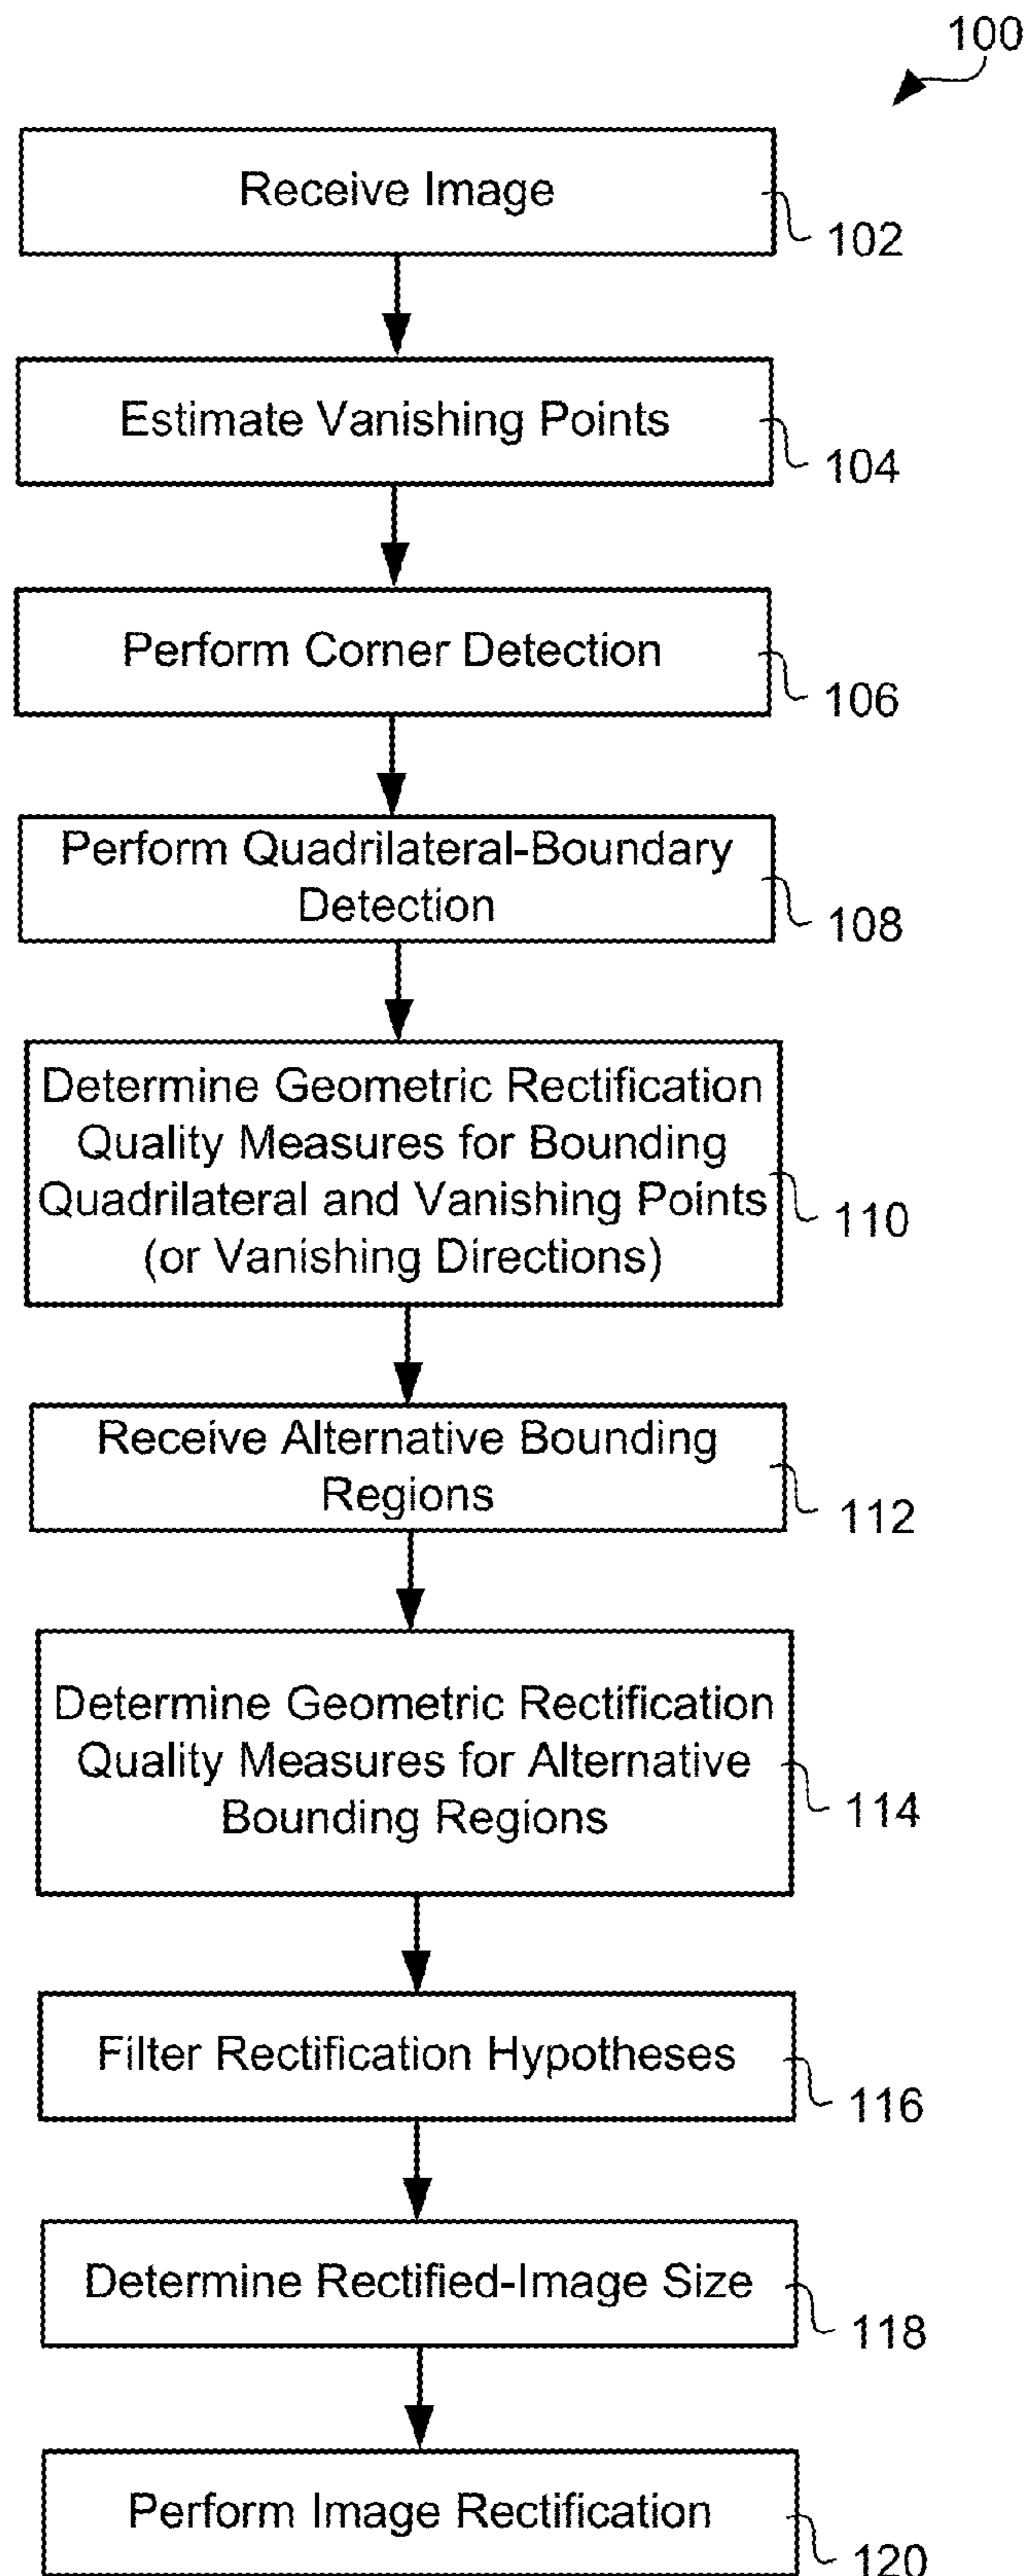 100
Receive Image
102
Estimate Vanishing Points
104
Perform Corner Detection
106
Perform Quadrilateral-Boundary
Detection
108
Determine Geometric Rectification
Quality Measures for Bounding
Quadrilateral and Vanishing Points
(or Vanishing Directions)
110
Receive Alternative Bounding
Regions
112
Determine Geometric Rectification
Quality Measures for Alternative
Bounding Regions
114
Filter Rectification Hypotheses
116
Determine Rectified-Image Size
118
Perform Image Rectification
120